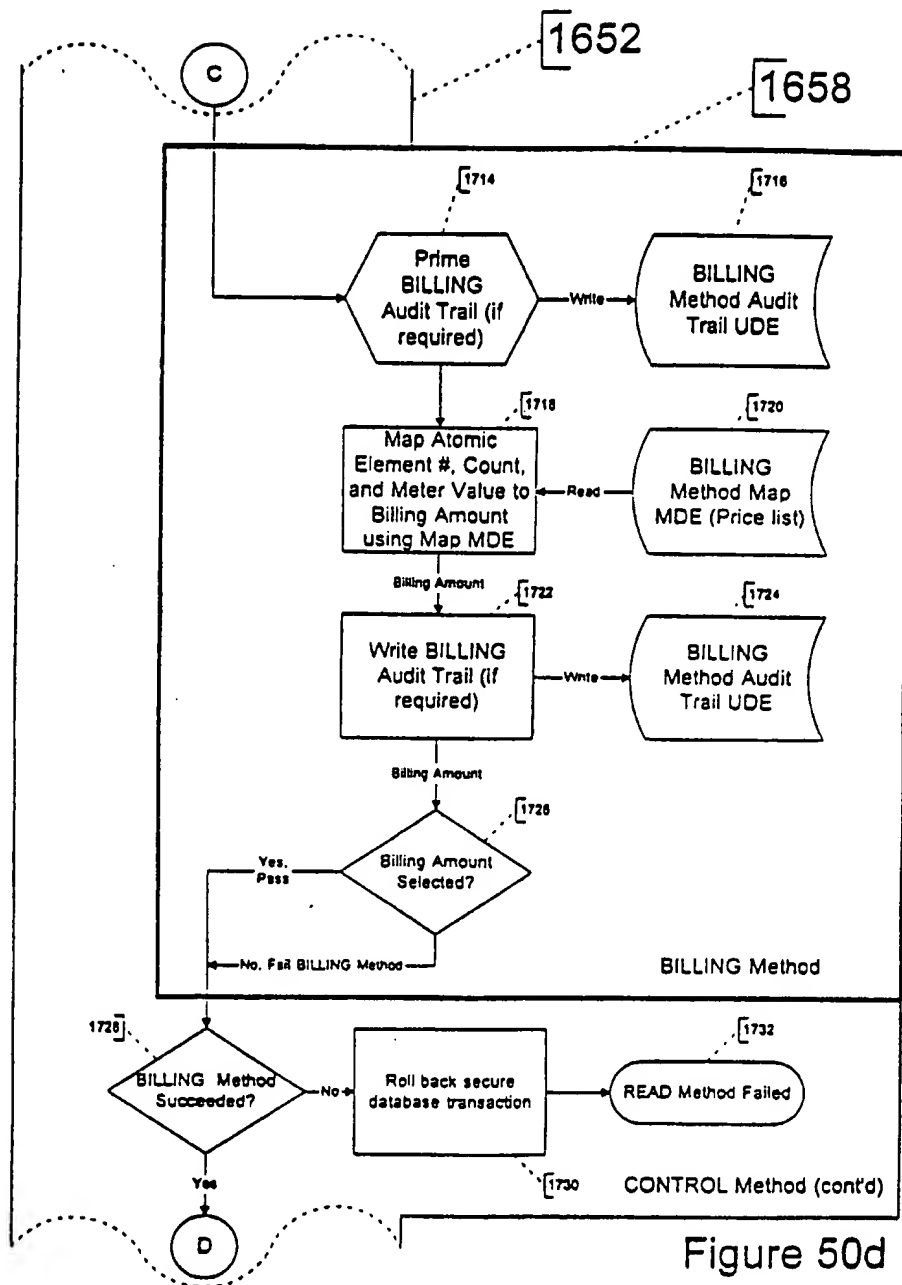 1652
C
1658
1714
1716
Prime
BILLING
Audit Trail (if
required)
Write
BILLING
Method Audit
Trail UDE
1718
1720
Map Atomic
Element #, Count,
and Meter Value to
Billing Amount
using Map MDE
Read
BILLING
Method Map
MDE (Price list)
Billing Amount
1722
1724
Write BILLING
Audit Trail (if
required)
Write
BILLING
Method Audit
Trail UDE
Billing Amount
1726
Yes,
Pass
Billing Amount
Selected?
No, Fail BILLING Method
BILLING Method
1728
1732
BILLING Method
Succeeded?
No
Roll back secure
database transaction
READ Method Failed
Yes
1730
CONTROL Method (cont'd)
D
Figure 50d